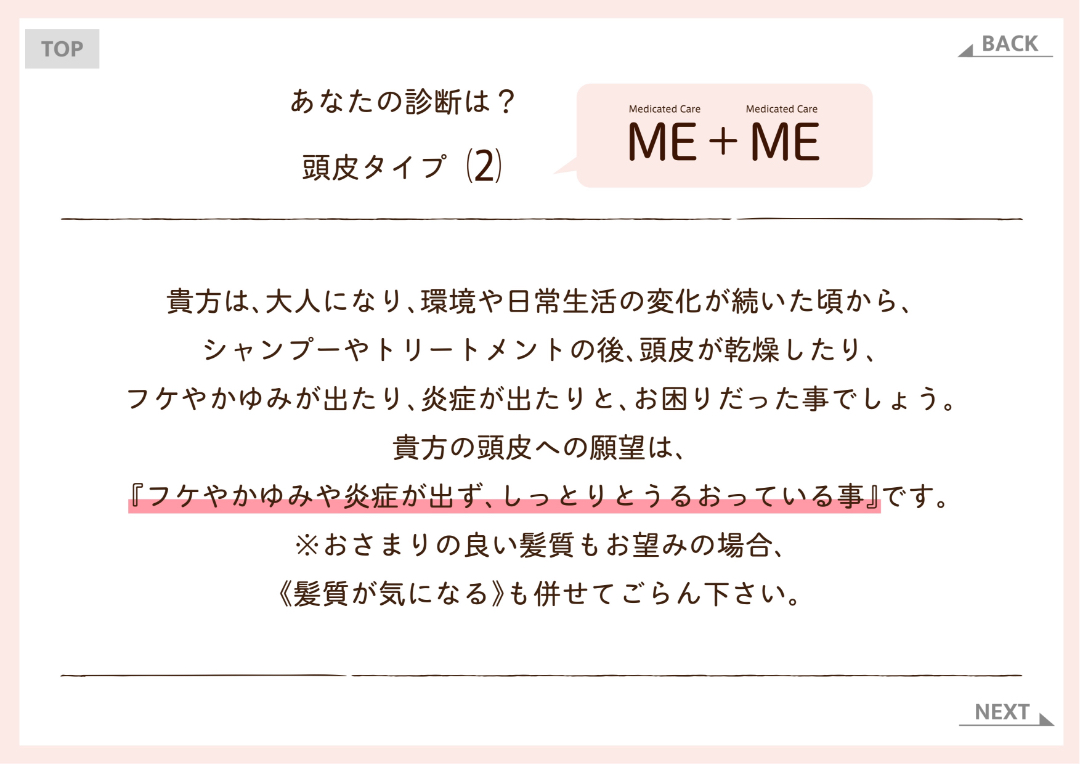 TOP
BACK
あなたの診断は？
頭皮タイプ (2)
Medicated Care Medicated Care
ME＋ME
貴方は､大人になり､環境や日常生活の変化が続いた頃から､
シャンプーやトリートメントの後､頭皮が乾燥したり､
フケやかゆみが出たり､炎症が出たりと､お困りだった事でしょう。
貴方の頭皮への願望は､
『フケやかゆみや炎症が出ず､しっとりとうるおっている事』です。
※おさまりの良い髪質もお望みの場合､
《髪質が気になる》も併せてごらん下さい。
NEXT